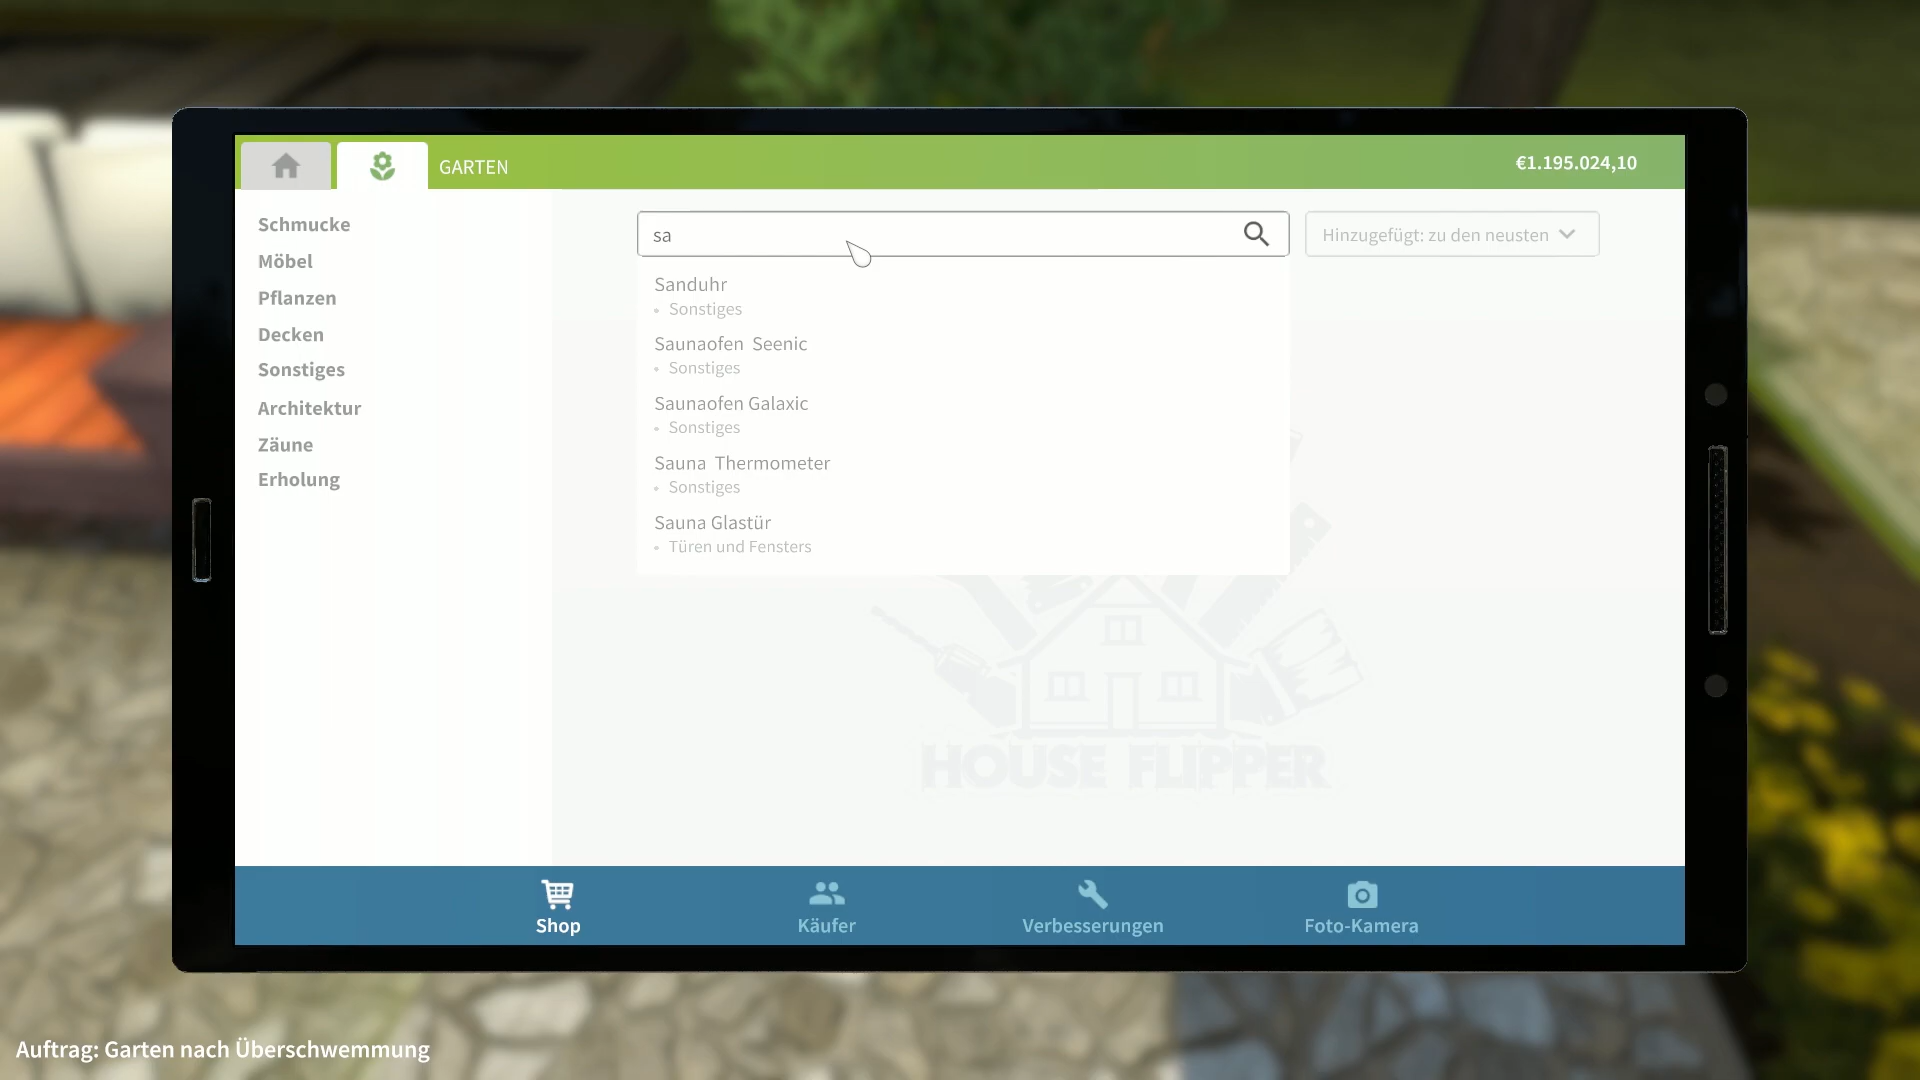 GARTEN
€1.195.024,10
Schmucke
Möbel
Pflanzen
Decken
Sonstiges
Architektur
Zäune
Erholung
sa
Hinzugefügt: zu den neusten
Sanduhr
• Sonstiges
Saunaofen Seenic
• Sonstiges
Saunaofen Galaxic
• Sonstiges
Sauna Thermometer
• Sonstiges
Sauna Glastür
• Türen und Fensters
HOUSE FLIPPER
Shop
Käufer
Verbesserungen
Foto-Kamera
Auftrag: Garten nach Überschwemmung